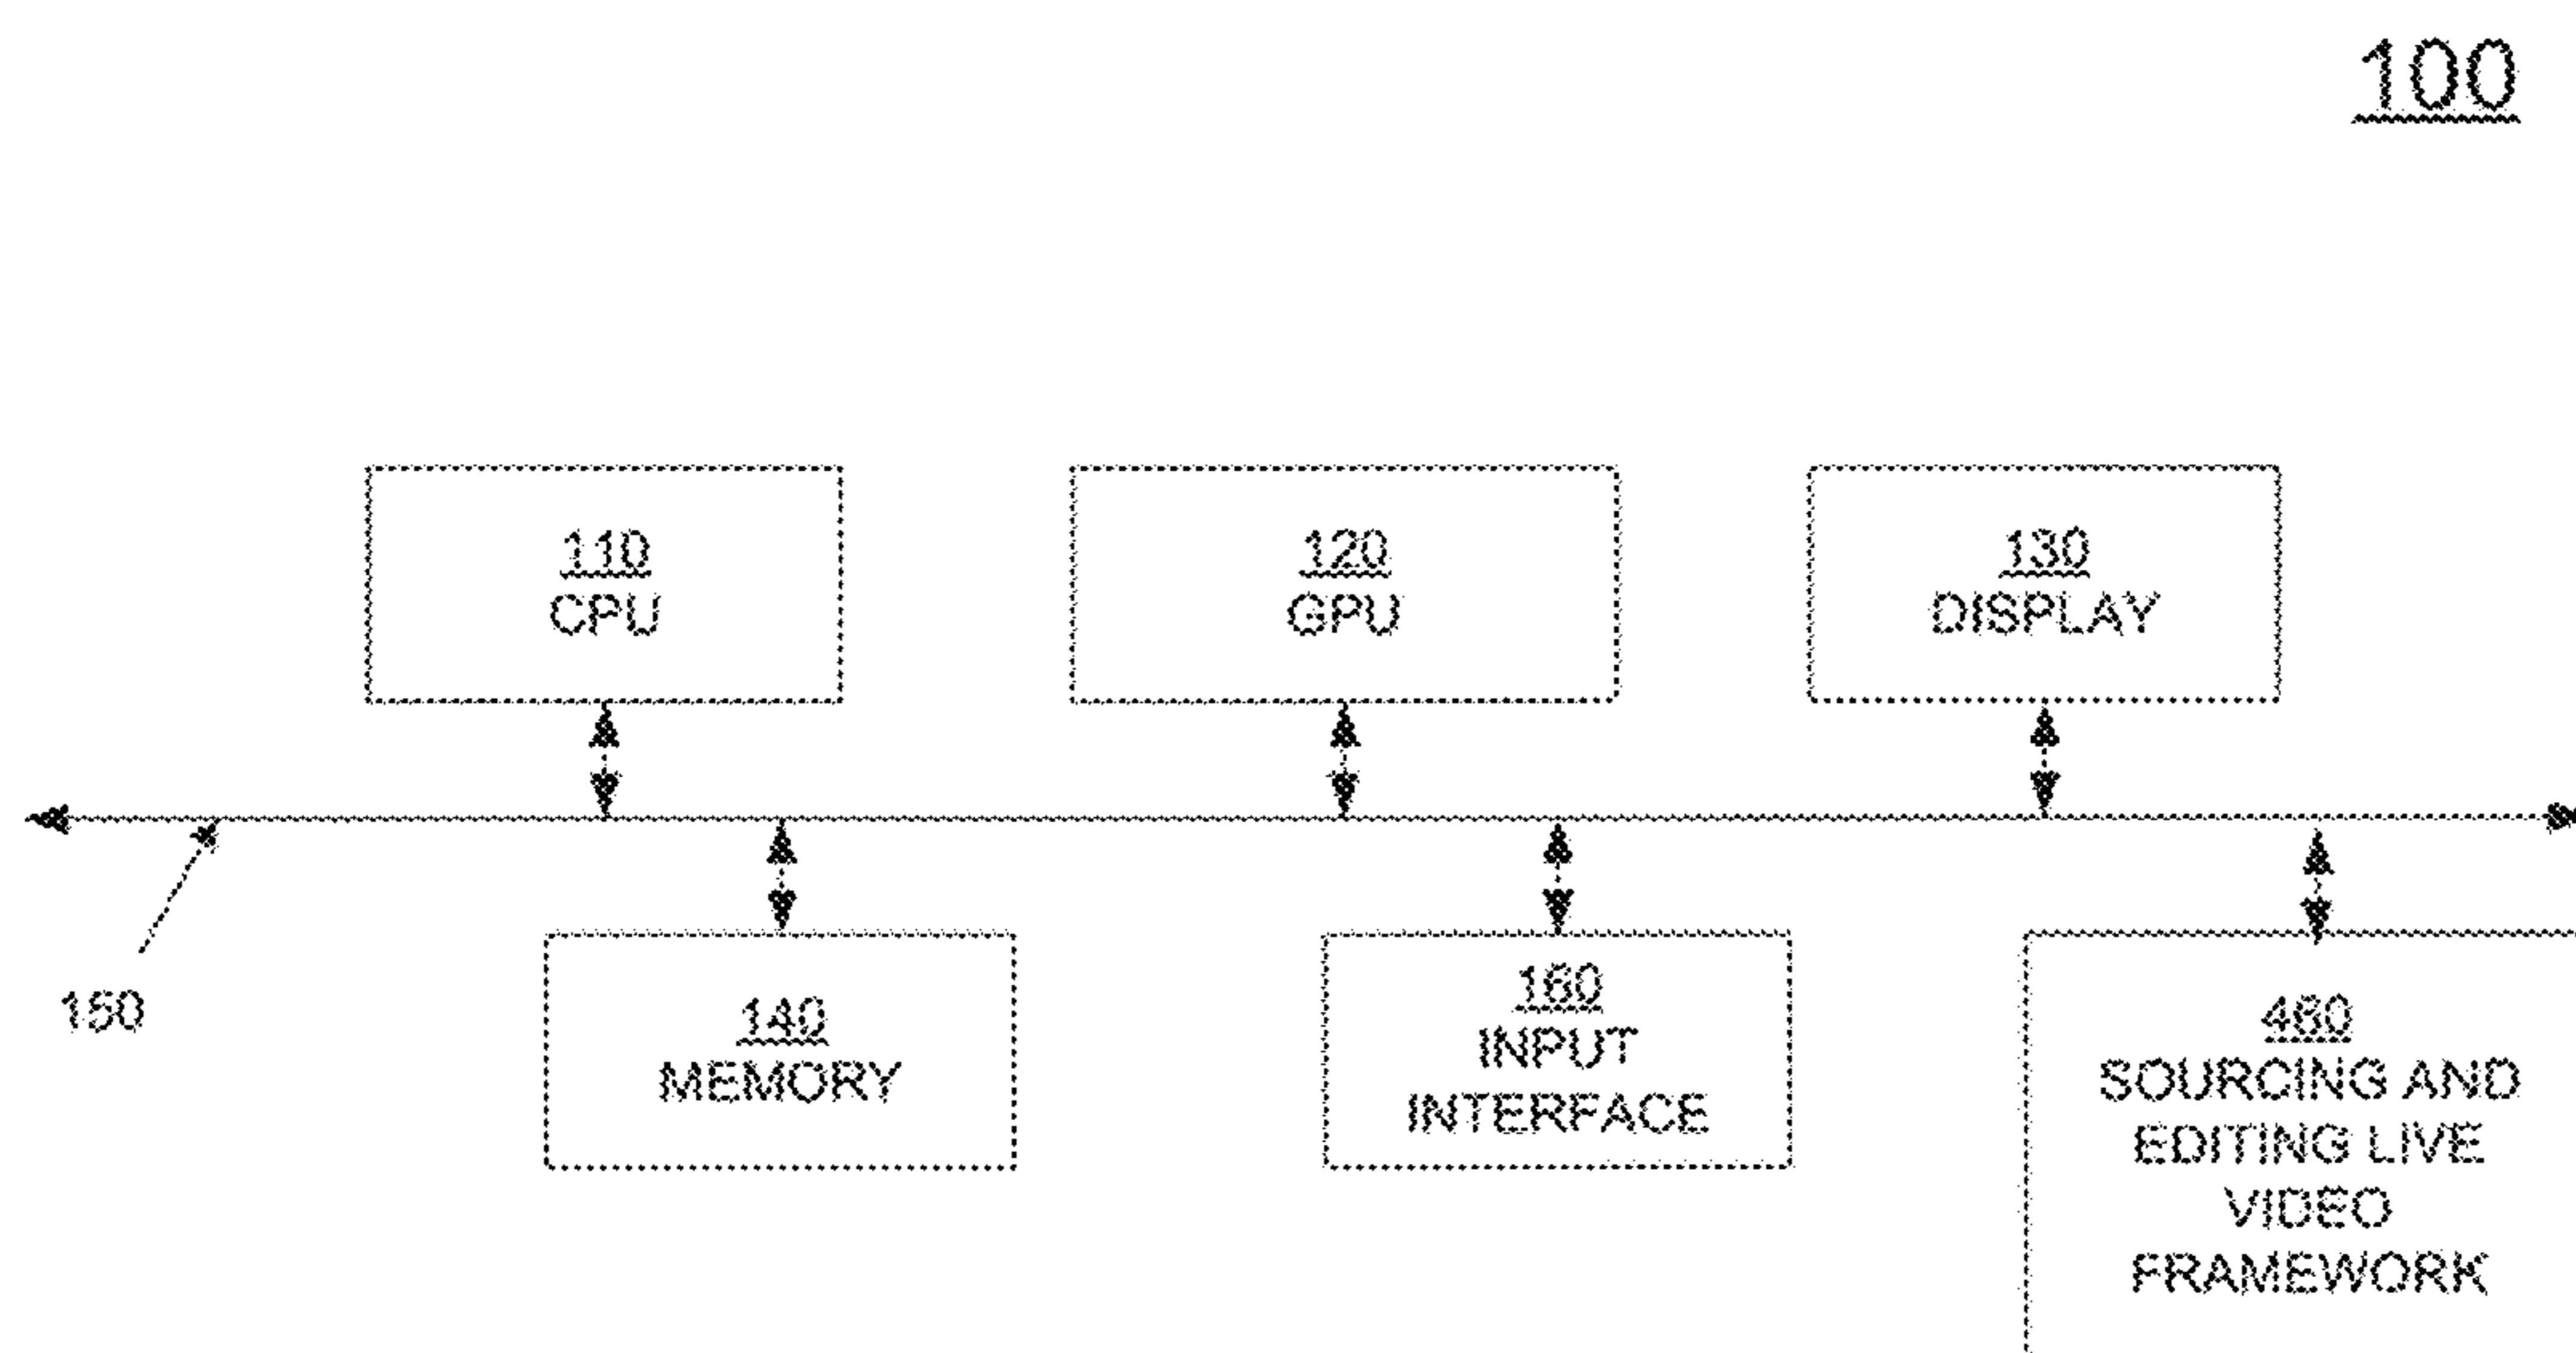 100
110
CPU
120
GPU
130
DISPLAY
150
140
MEMORY
160
INPUT
INTERFACE
460
SOURCING AND
EDITING LIVE
VIDEO
FRAMEWORK